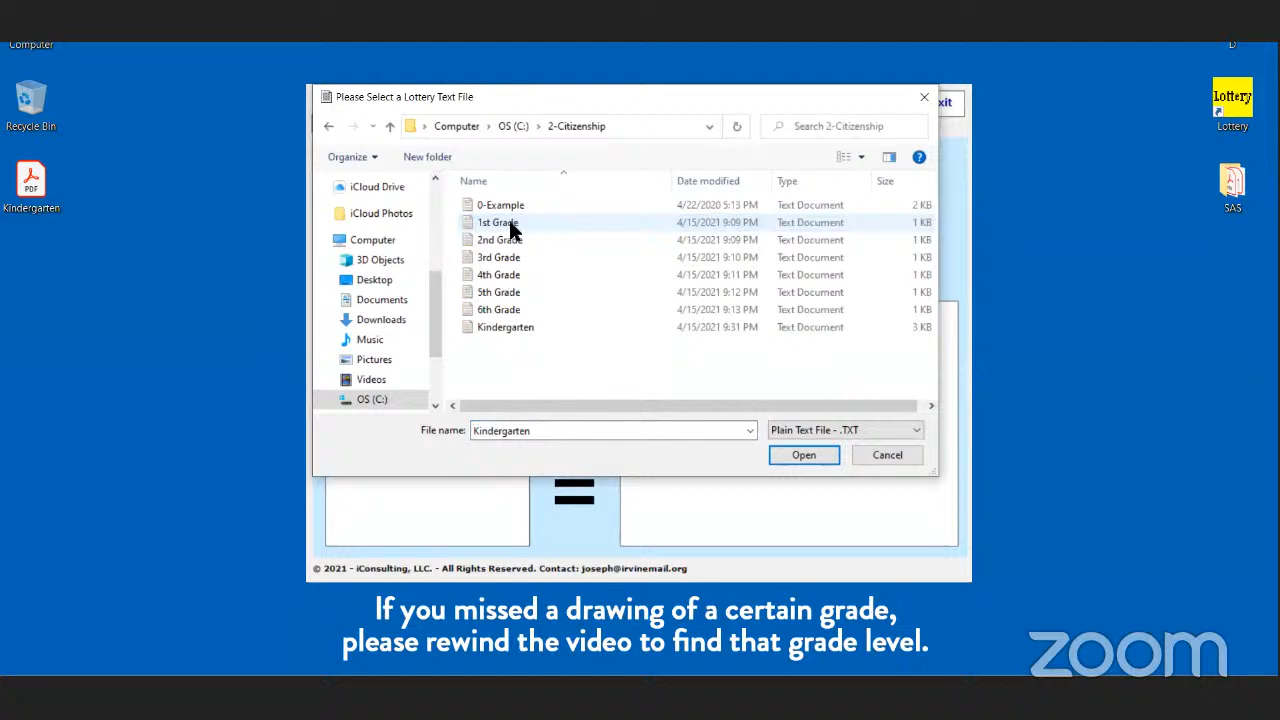 Computer
D
Recycle Bin
PDF
Kindergarten
Lottery
Lottery
SAS
Please Select a Lottery Text File
xit
Computer
OS (C:)
2-Citizenship
Search 2-Citizenship
Organize
New folder
?
iCloud Drive
iCloud Photos
Computer
3D Objects
Desktop
Documents
Downloads
Music
Pictures
Videos
OS (C:)
Name Date modified Type Size
0-Example 4/22/2020 5:13 PM Text Document 2 KB
1st Grade 4/15/2021 9:09 PM Text Document 1 KB
2nd Grade 4/15/2021 9:09 PM Text Document 1 KB
3rd Grade 4/15/2021 9:10 PM Text Document 1 KB
4th Grade 4/15/2021 9:11 PM Text Document 1 KB
5th Grade 4/15/2021 9:12 PM Text Document 1 KB
6th Grade 4/15/2021 9:13 PM Text Document 1 KB
Kindergarten 4/15/2021 9:31 PM Text Document 3 KB
File name: Kindergarten
Plain Text File - .TXT
Open
Cancel
© 2021 - iConsulting, LLC. - All Rights Reserved. Contact: joseph@irvinemail.org
If you missed a drawing of a certain grade,
please rewind the video to find that grade level.
zoom